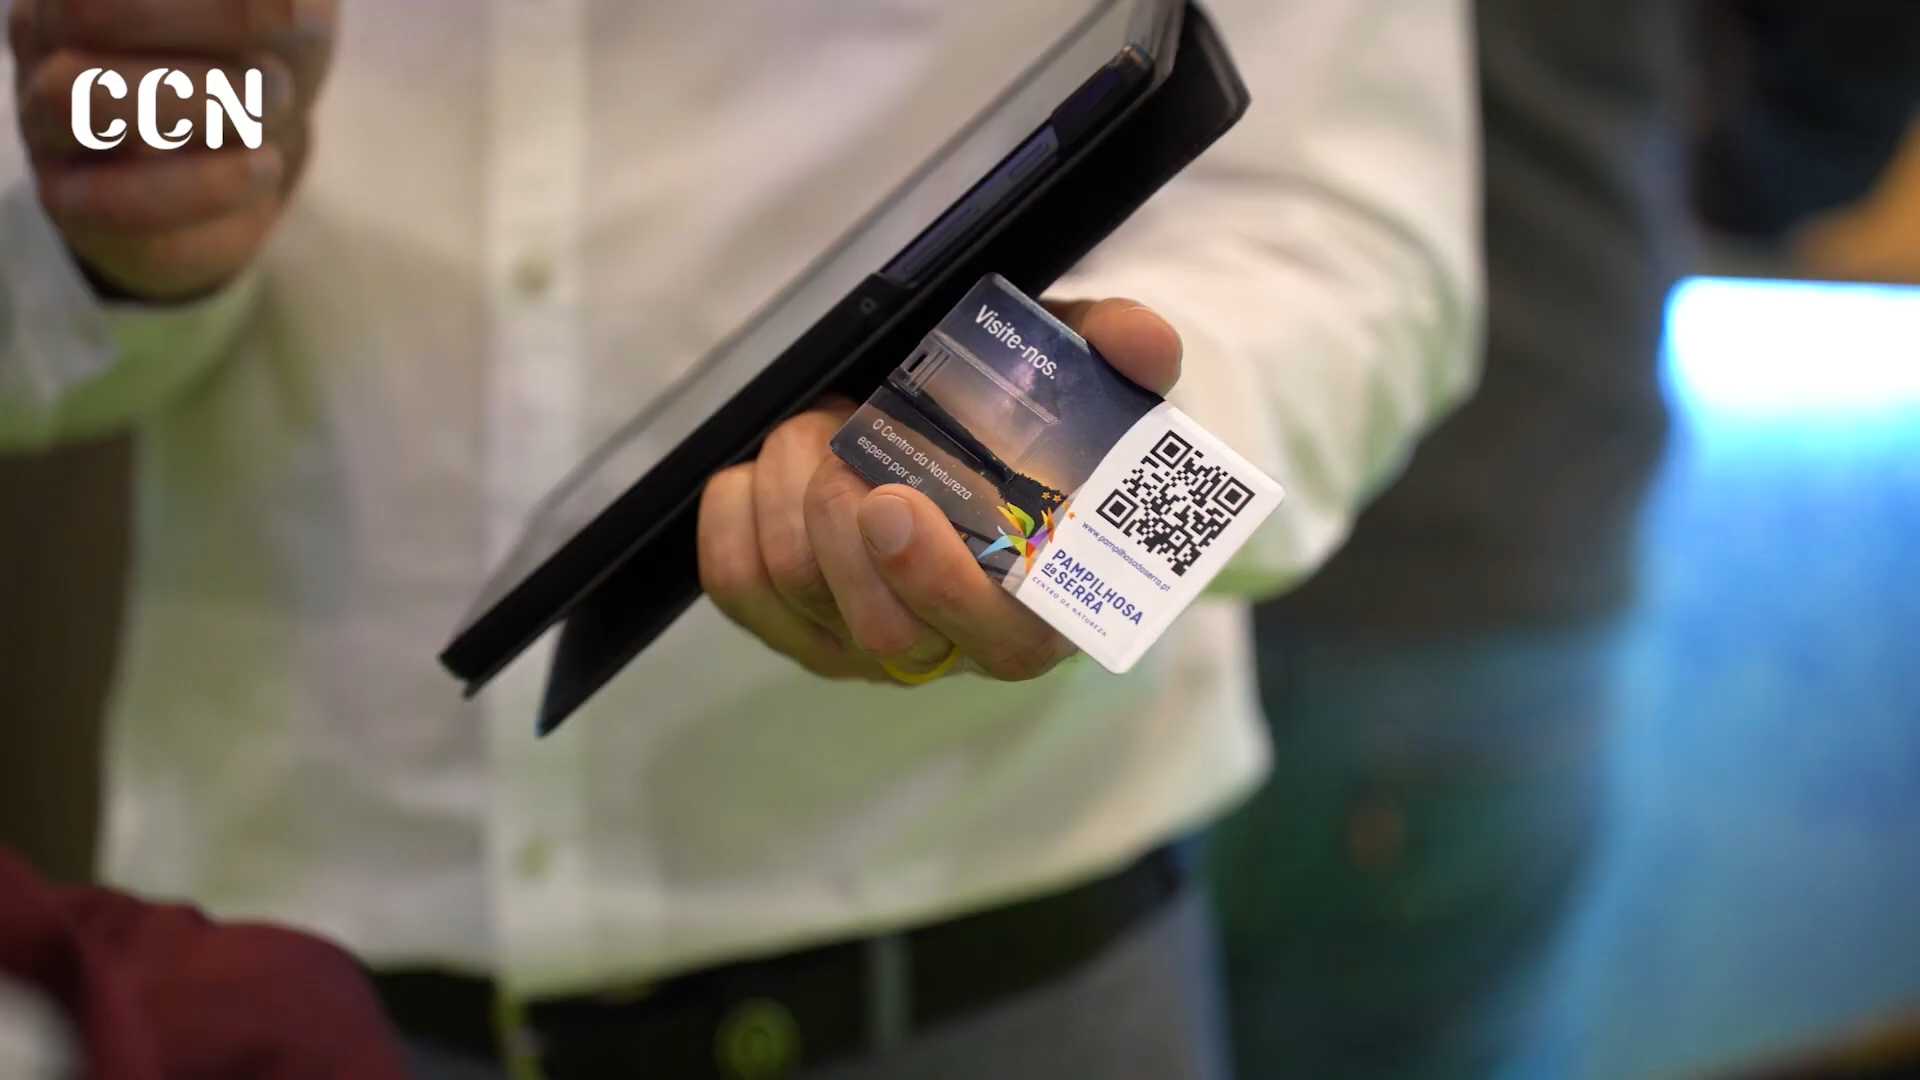 CCN
Visite-nos.
O Centro da Natureza
espera por si!
www.pampilhosadaserra.pt
PAMPILHOSA
da SERRA
CENTRO DA NATUREZA